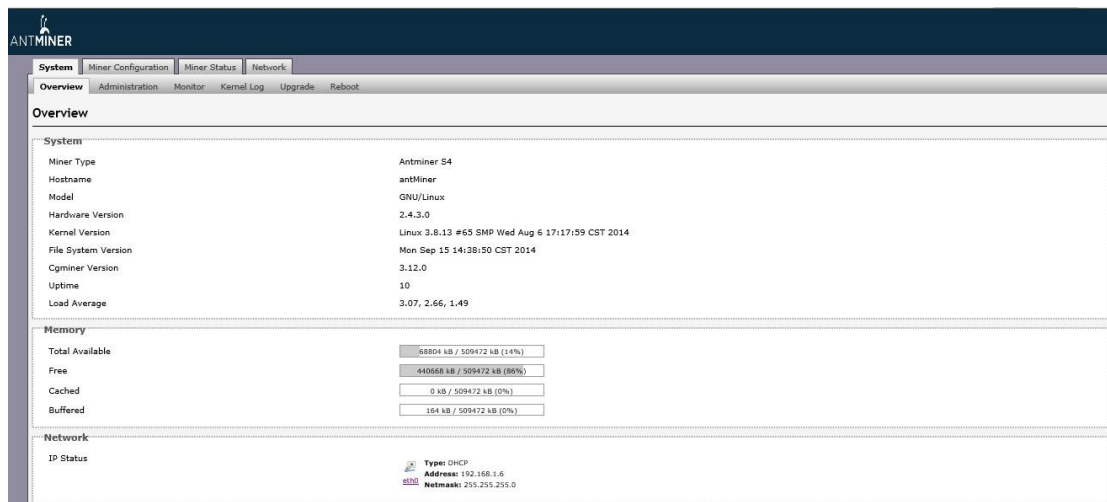 ANTMINER
System Miner Configuration Miner Status Network
Overview Administration Monitor Kernel Log Upgrade Reboot
Overview
System
Miner Type Antminer S4
Hostname antMiner
Model GNU/Linux
Hardware Version 2.4.3.0
Kernel Version Linux 3.8.13 #65 SMP Wed Aug 6 17:17:59 CST 2014
File System Version Mon Sep 15 14:38:50 CST 2014
Cgminer Version 3.12.0
Uptime 10
Load Average 3.07, 2.66, 1.49
Memory
Total Available 68804 kB / 509472 kB (14%)
Free 440668 kB / 509472 kB (86%)
Cached 0 kB / 509472 kB (0%)
Buffered 164 kB / 509472 kB (0%)
Network
IP Status Type: DHCP
Address: 192.168.1.6
eth0 Netmask: 255.255.255.0